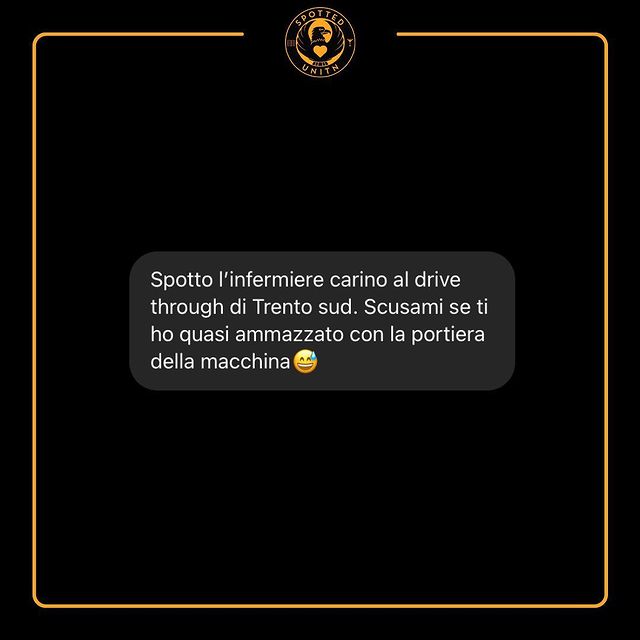 SPOTTED
UNITN
Spotto l’infermiere carino al drive
through di Trento sud. Scusami se ti
ho quasi ammazzato con la portiera
della macchina😅